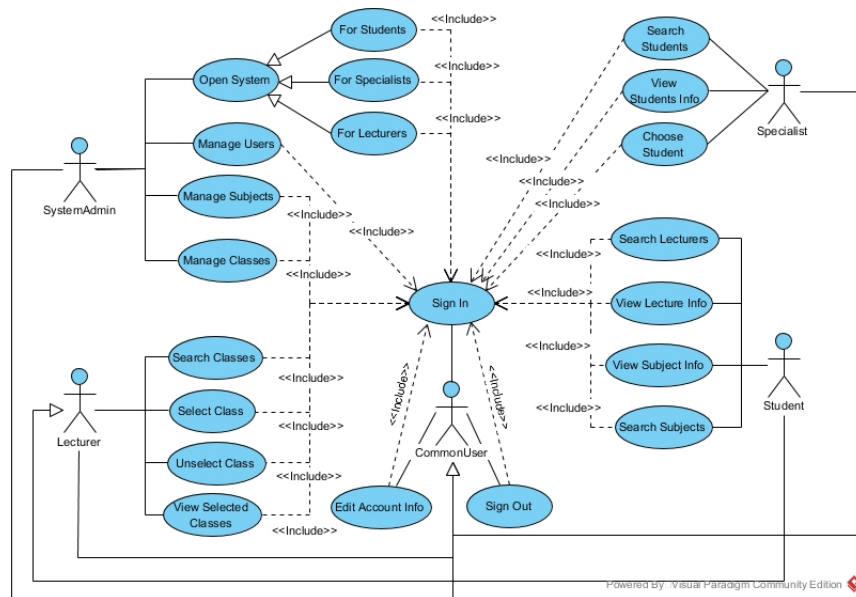 <<Include>>
For Students
<<Include>>
Search
Students
Open System
For Specialists
<<Include>>
View
Students Info
Specialist
For Lecturers
<<Include>>
Manage Users
Choose
Student
<<Include>>
<<Include>>
<<Include>>
SystemAdmin
Manage Subjects
<<Include>>
<<Include>>
Search Lecturers
<<Include>>
Manage Classes
<<Include>>
<<Include>>
Sign In
View Lecture Info
Search Classes
<<Include>>
View Subject Info
<<Include>>
<<Include>>
<<Include>>
<<Include>>
Student
Select Class
<<Include>>
Search Subjects
Lecturer
CommonUser
Unselect Class
<<Include>>
View Selected
Classes
Edit Account Info
Sign Out
<<Include>>
Powered By Visual Paradigm Community Edition